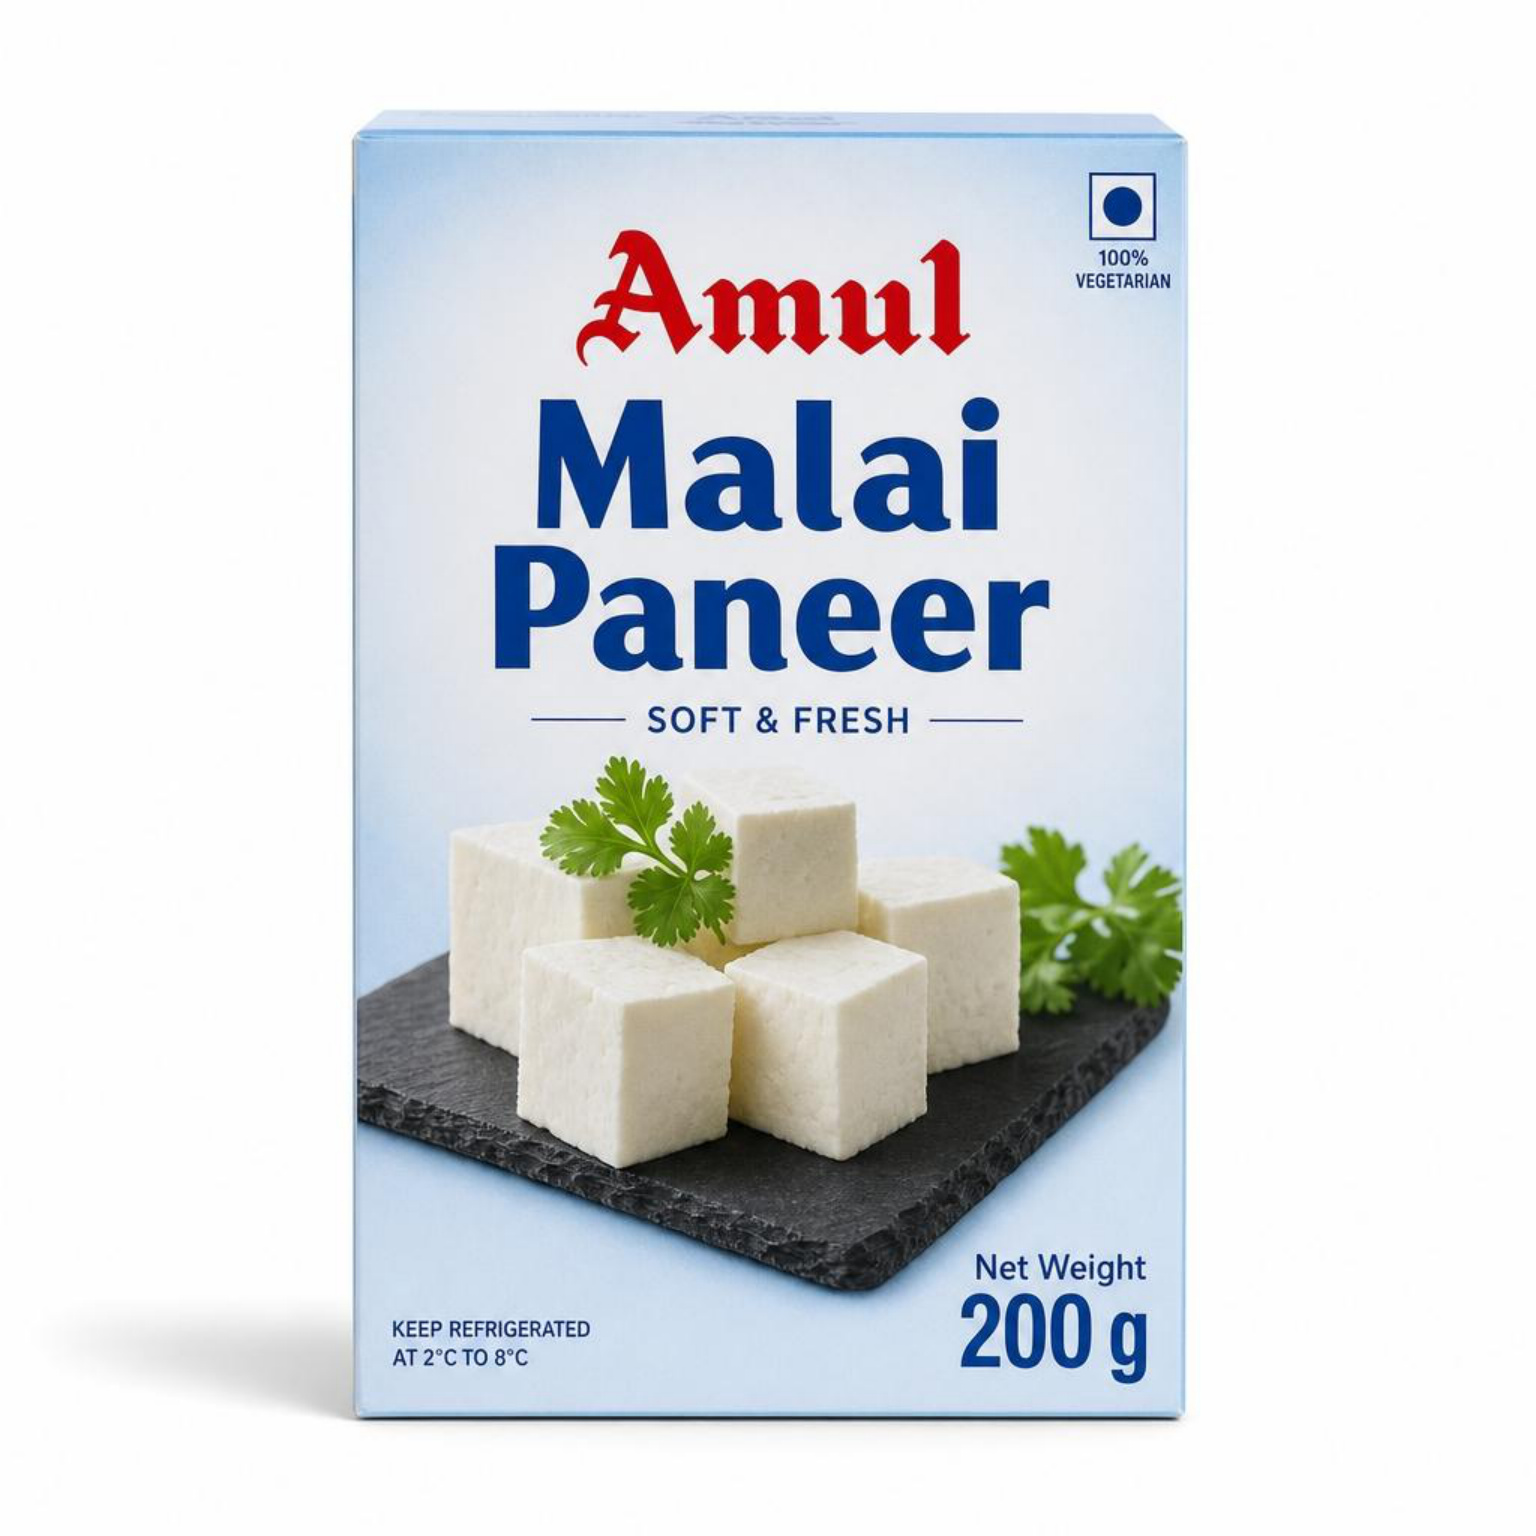 Amul
100%
VEGETARIAN
Malai
Paneer
SOFT & FRESH
Net Weight
200 g
KEEP REFRIGERATED
AT 2°C TO 8°C